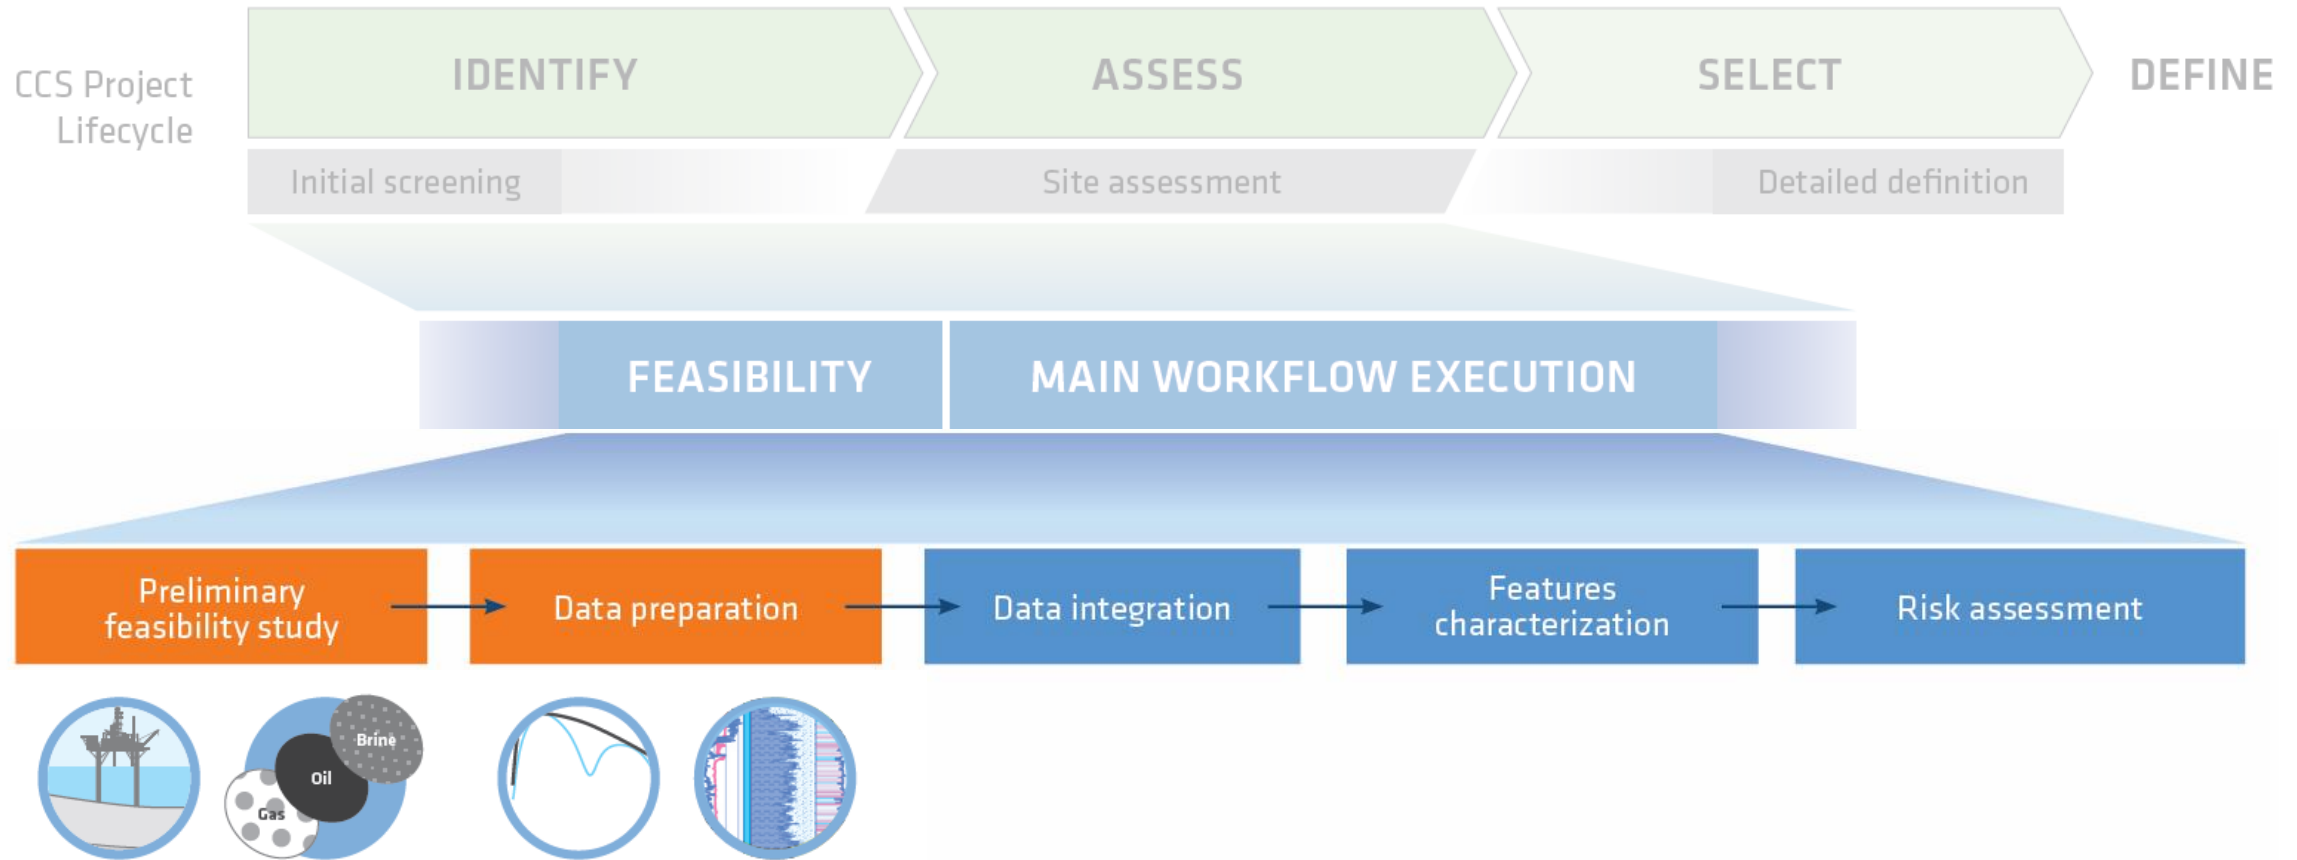 CCS Project
Lifecycle
IDENTIFY
ASSESS
SELECT
DEFINE
Initial screening
Site assessment
Detailed definition
FEASIBILITY
MAIN WORKFLOW EXECUTION
Preliminary
feasibility study
Data preparation
Data integration
Features
characterization
Risk assessment
Brine
Oil
Gas